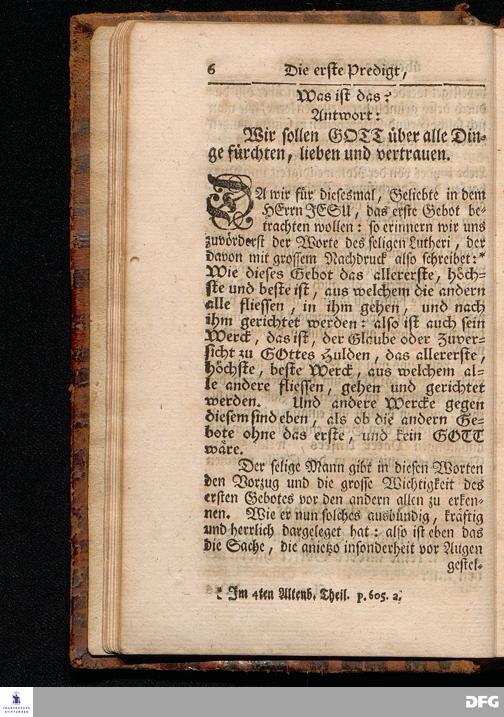 6 Die erste Predigt,
Was ist das?
Antwort:
Wir sollen GOTT über alle Din-
ge fürchten, lieben und vertrauen.
DA wir für diesesmal, Geliebte in dem
HErrn JESU, das erste Gebot be-
trachten wollen: so erinnern wir uns
zuvörderst der Worte des seligen Lutheri, der
davon mit grossem Nachdruck also schreibet:*
Wie dieses Gebot das allererste, höch-
ste und beste ist, aus welchem die andern
alle fliessen, in ihm gehen, und nach
ihm gerichtet werden: also ist auch sein
Werck, das ist, der Glaube oder Zuver-
sicht zu GOttes Hulden, das allererste,
höchste, beste Werck, aus welchem al-
le andere fliessen, gehen und gerichtet
werden. Und andere Wercke gegen
diesem sind eben, als ob die andern Ge-
bote ohne das erste, und kein GOTT
wäre.
Der selige Mann gibt in diesen Worten
den Vorzug und die grosse Wichtigkeit des
ersten Gebotes vor den andern allen zu erken-
nen. Wie er nun solches ausbündig, kräftig
und herrlich dargeleget hat: also ist eben das
die Sache, die anietzo insonderheit vor Augen
gestel-
* Im 4ten Altenb. Theil. p. 605. a.
FRANCKESCHE
STIFTUNGEN
DFG